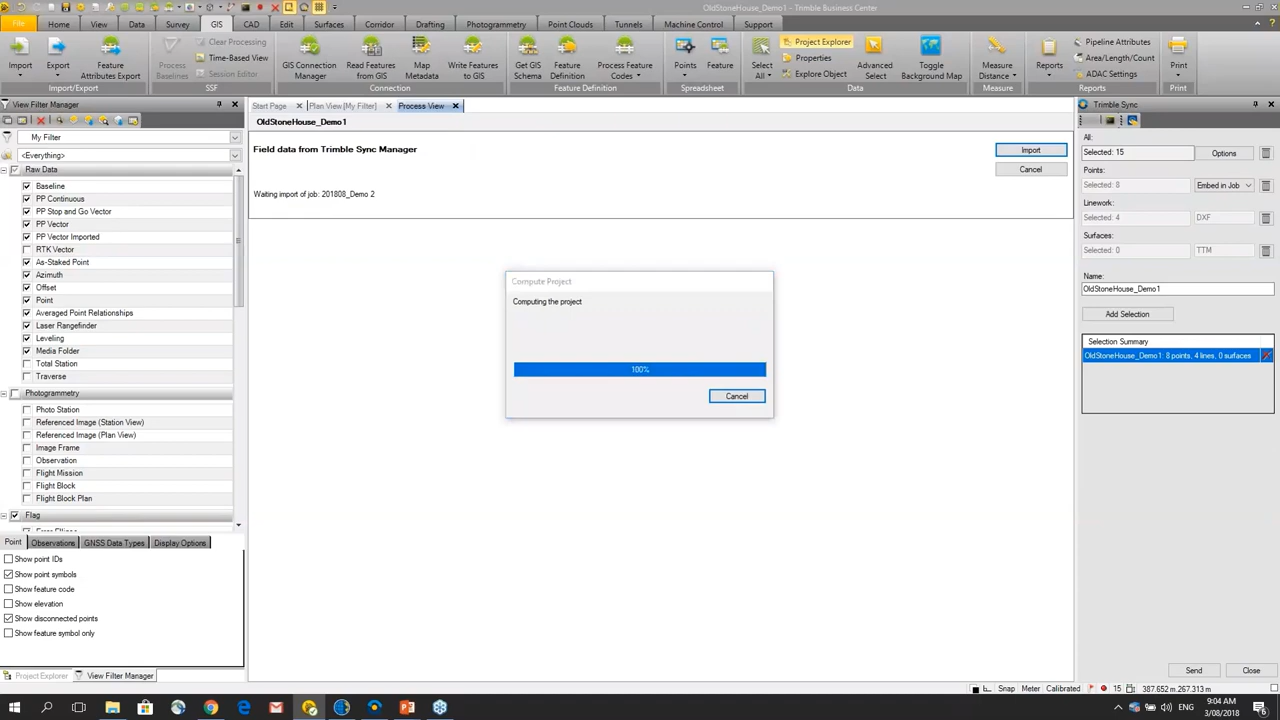 OldStoneHouse_Demo1 - Trimble Business Center
File Home View Data Survey GIS CAD Edit Surfaces Corridor Drafting Photogrammetry Point Clouds Tunnels Machine Control Support
Import Export Feature Attributes Export
Import/Export
Process Baselines Clear Processing Time-Based View Session Editor
SSF
GIS Connection Manager Read Features from GIS Map Metadata Write Features to GIS
Connection
Get GIS Schema Feature Definition Process Feature Codes
Feature Definition
Points Feature
Spreadsheet
Select All Project Explorer Properties Explore Object Advanced Select Toggle Background Map
Data
Measure Distance
Measure
Reports Pipeline Attributes Area/Length/Count ADAC Settings
Reports
Print
Print
View Filter Manager
My Filter
<Everything>
Raw Data
Baseline
PP Continuous
PP Stop and Go Vector
PP Vector
PP Vector Imported
RTK Vector
As-Staked Point
Azimuth
Offset
Point
Averaged Point Relationships
Laser Rangefinder
Leveling
Media Folder
Total Station
Traverse
Photogrammetry
Photo Station
Referenced Image (Station View)
Referenced Image (Plan View)
Image Frame
Observation
Flight Mission
Flight Block
Flight Block Plan
Flag
Error Ellipse
Point Observations GNSS Data Types Display Options
Show point IDs
Show point symbols
Show feature code
Show elevation
Show disconnected points
Show feature symbol only
Project Explorer View Filter Manager
Start Page Plan View [My Filter] Process View
OldStoneHouse_Demo1
Field data from Trimble Sync Manager
Import
Cancel
Waiting import of job: 201808_Demo 2
Compute Project
Computing the project
100%
Cancel
Trimble Sync
All:
Selected: 15 Options
Points:
Selected: 8 Embed in Job
Linework:
Selected: 4 DXF
Surfaces:
Selected: 0 TTM
Name:
OldStoneHouse_Demo1
Add Selection
Selection Summary
OldStoneHouse_Demo1: 8 points, 4 lines, 0 surfaces
Send Close
Snap Meter Calibrated 15 387.652 m,267.313 m
ENG
9:04 AM
3/08/2018
6